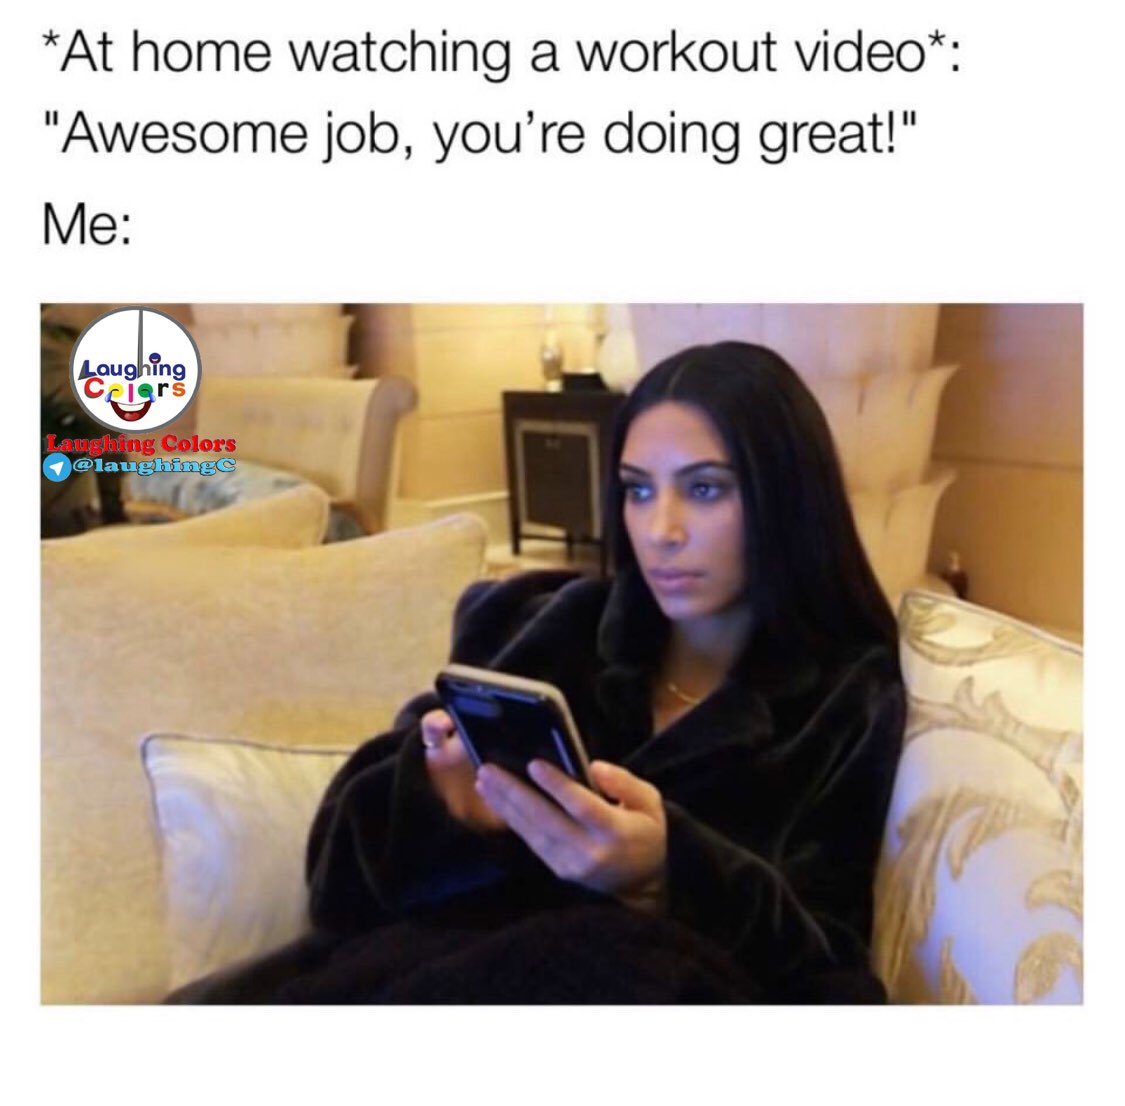 *At home watching a workout video*:
"Awesome job, you’re doing great!"
Me:
Laughing
Colors
Laughing Colors
@laughingC